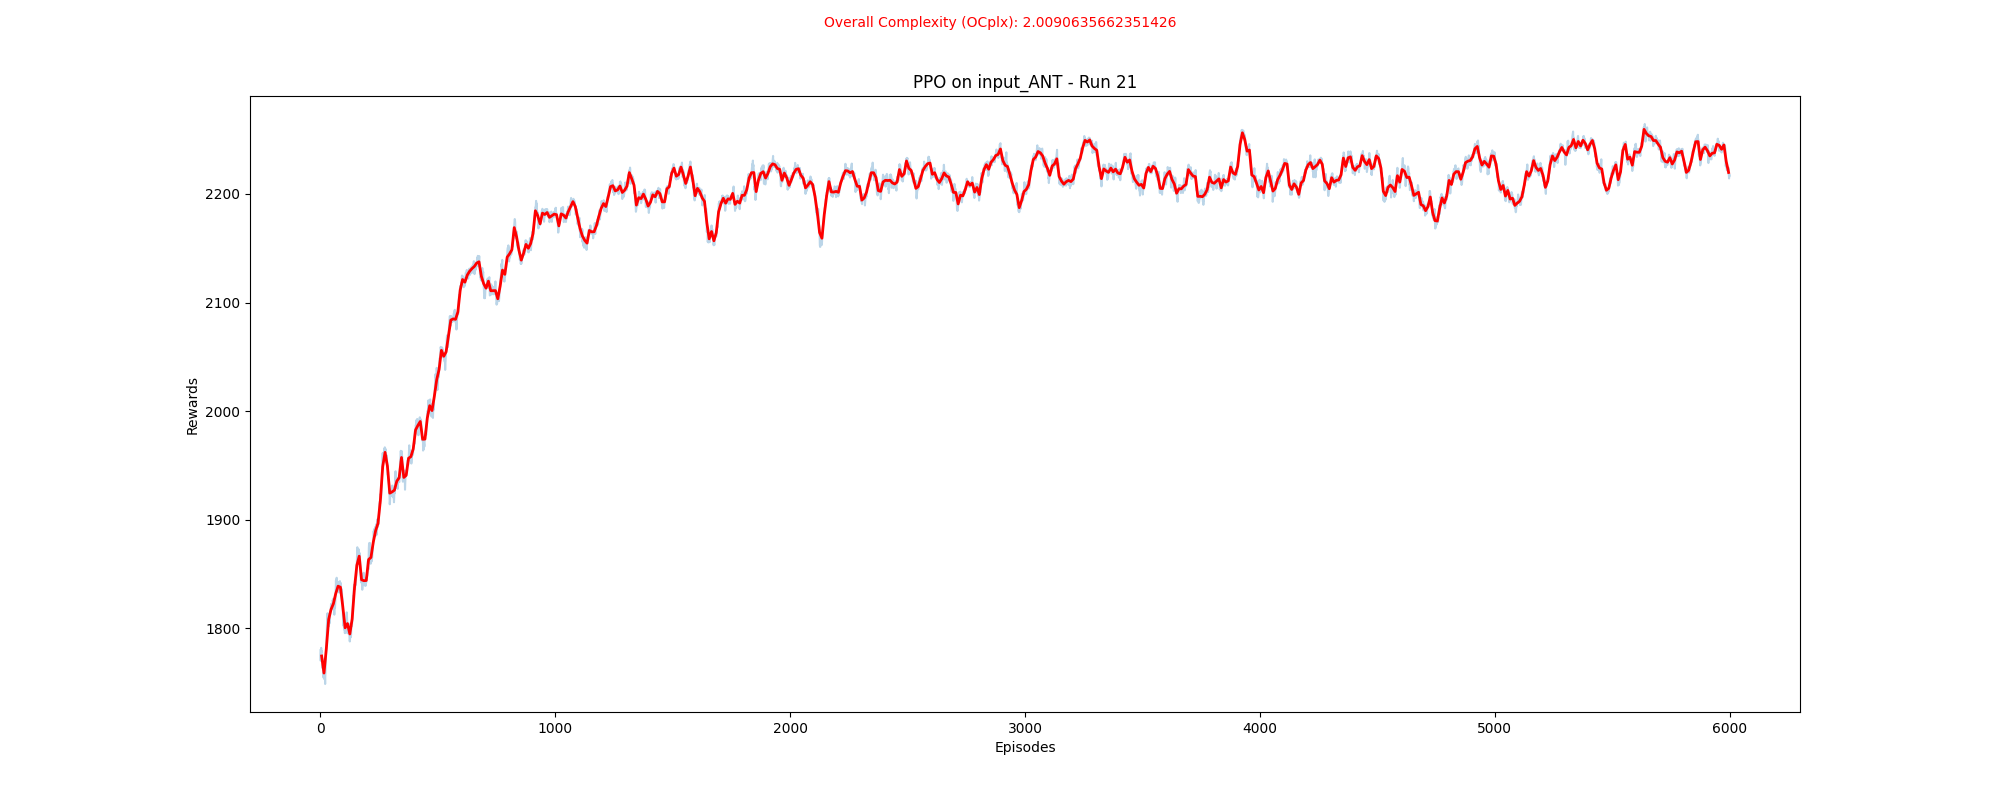 Overall Complexity (OCplx): 2.0090635662351426
PPO on input_ANT - Run 21
Rewards
2200
2100
2000
1900
1800
0 1000 2000 3000 4000 5000 6000
Episodes